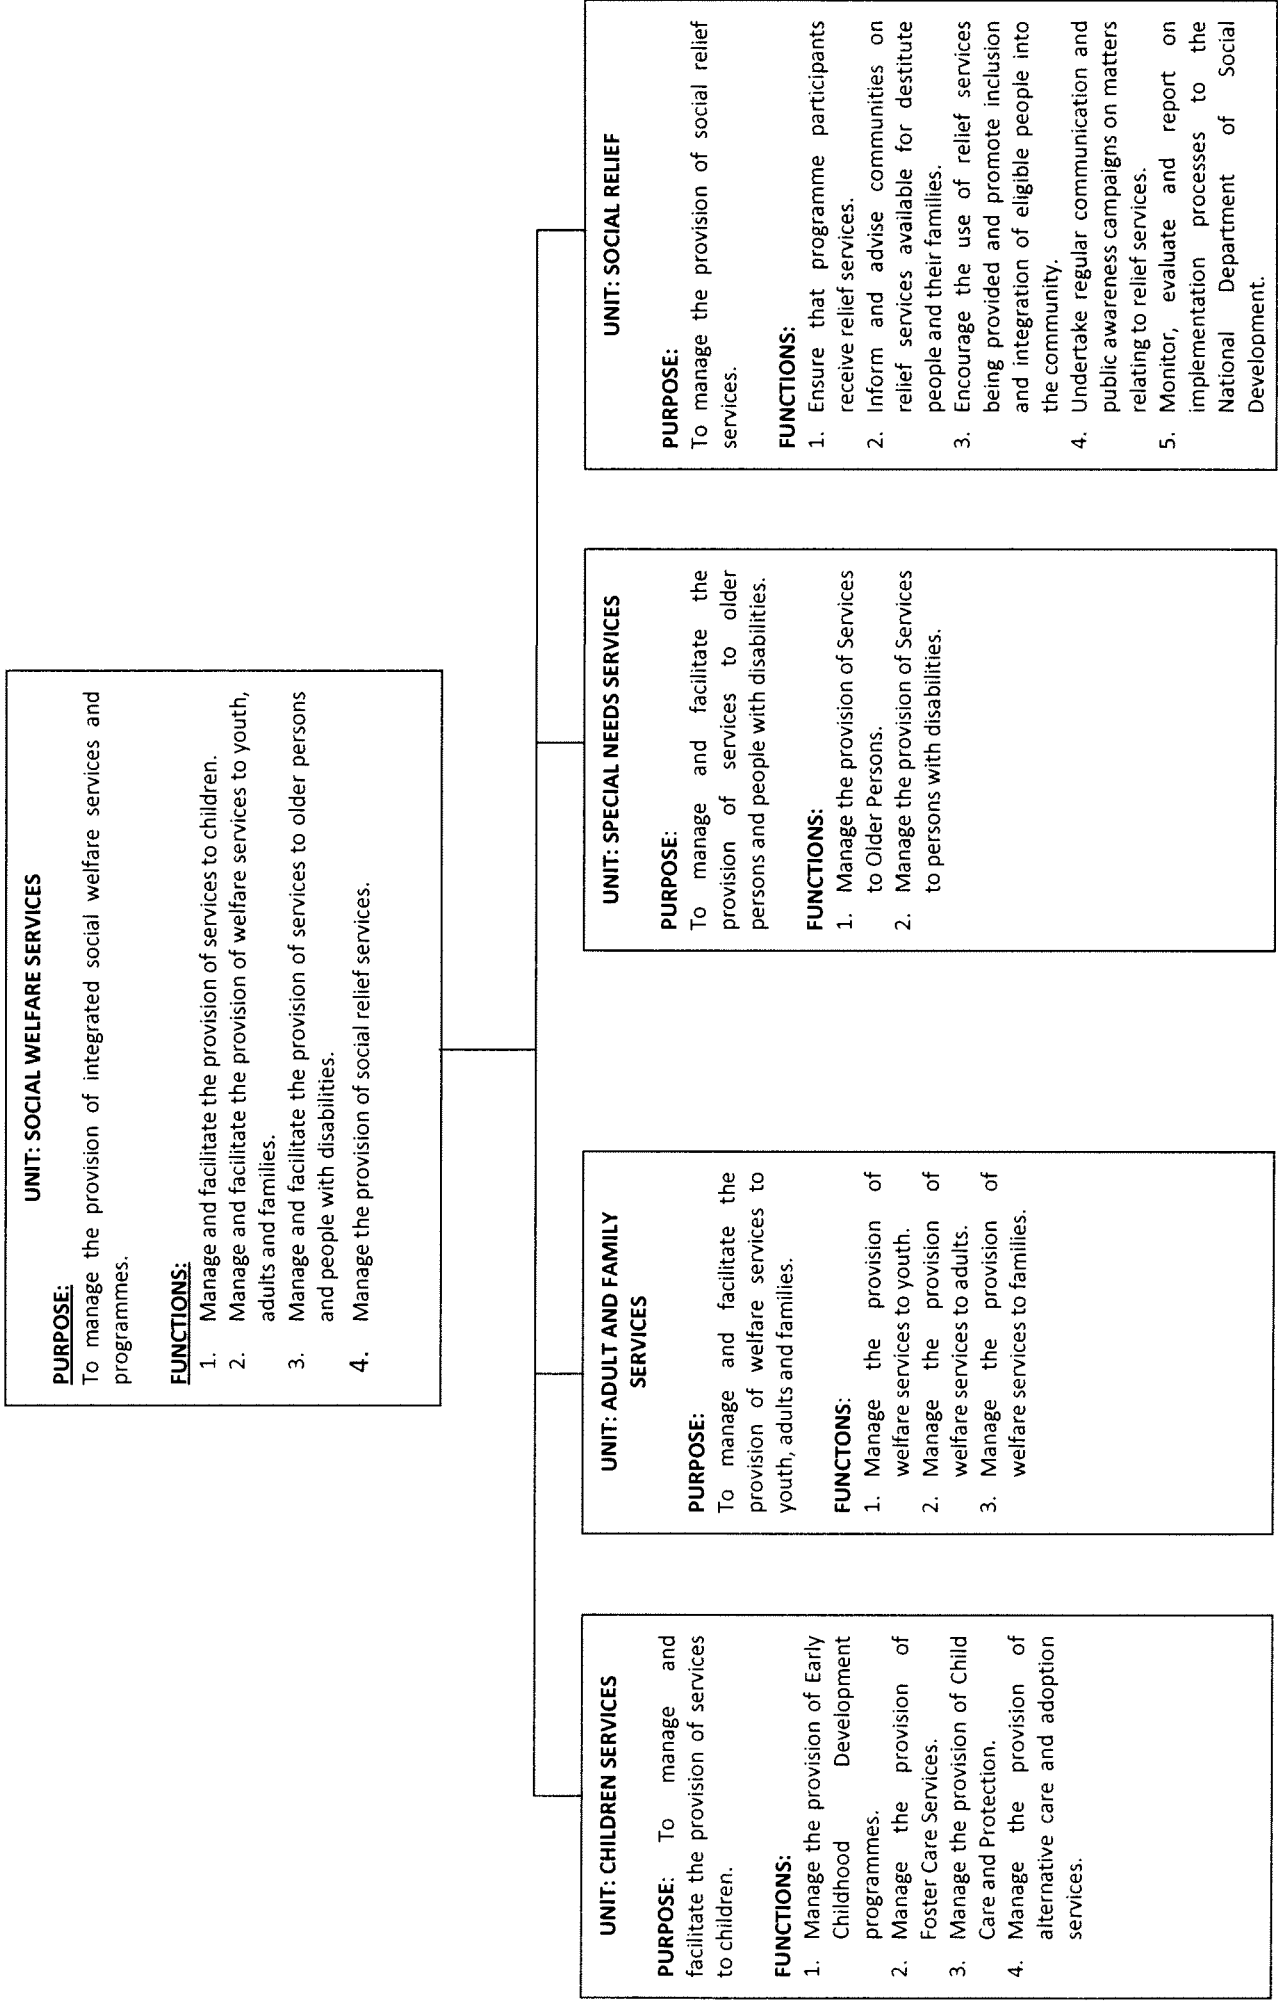 UNIT: SOCIAL WELFARE SERVICES
PURPOSE:
To manage the provision of integrated social welfare services and
programmes.
FUNCTIONS:
1. Manage and facilitate the provision of services to children.
2. Manage and facilitate the provision of welfare services to youth,
adults and families.
3. Manage and facilitate the provision of services to older persons
and people with disabilities.
4. Manage the provision of social relief services.
UNIT: CHILDREN SERVICES
PURPOSE: To manage and
facilitate the provision of services
to children.
FUNCTIONS:
1. Manage the provision of Early
Childhood Development
programmes.
2. Manage the provision of
Foster Care Services.
3. Manage the provision of Child
Care and Protection.
4. Manage the provision of
alternative care and adoption
services.
UNIT: ADULT AND FAMILY
SERVICES
PURPOSE:
To manage and facilitate the
provision of welfare services to
youth, adults and families.
FUNCTONS:
1. Manage the provision of
welfare services to youth.
2. Manage the provision of
welfare services to adults.
3. Manage the provision of
welfare services to families.
UNIT: SPECIAL NEEDS SERVICES
PURPOSE:
To manage and facilitate the
provision of services to older
persons and people with disabilities.
FUNCTIONS:
1. Manage the provision of Services
to Older Persons.
2. Manage the provision of Services
to persons with disabilities.
UNIT: SOCIAL RELIEF
PURPOSE:
To manage the provision of social relief
services.
FUNCTIONS:
1. Ensure that programme participants
receive relief services.
2. Inform and advise communities on
relief services available for destitute
people and their families.
3. Encourage the use of relief services
being provided and promote inclusion
and integration of eligible people into
the community.
4. Undertake regular communication and
public awareness campaigns on matters
relating to relief services.
5. Monitor, evaluate and report on
implementation processes to the
National Department of Social
Development.